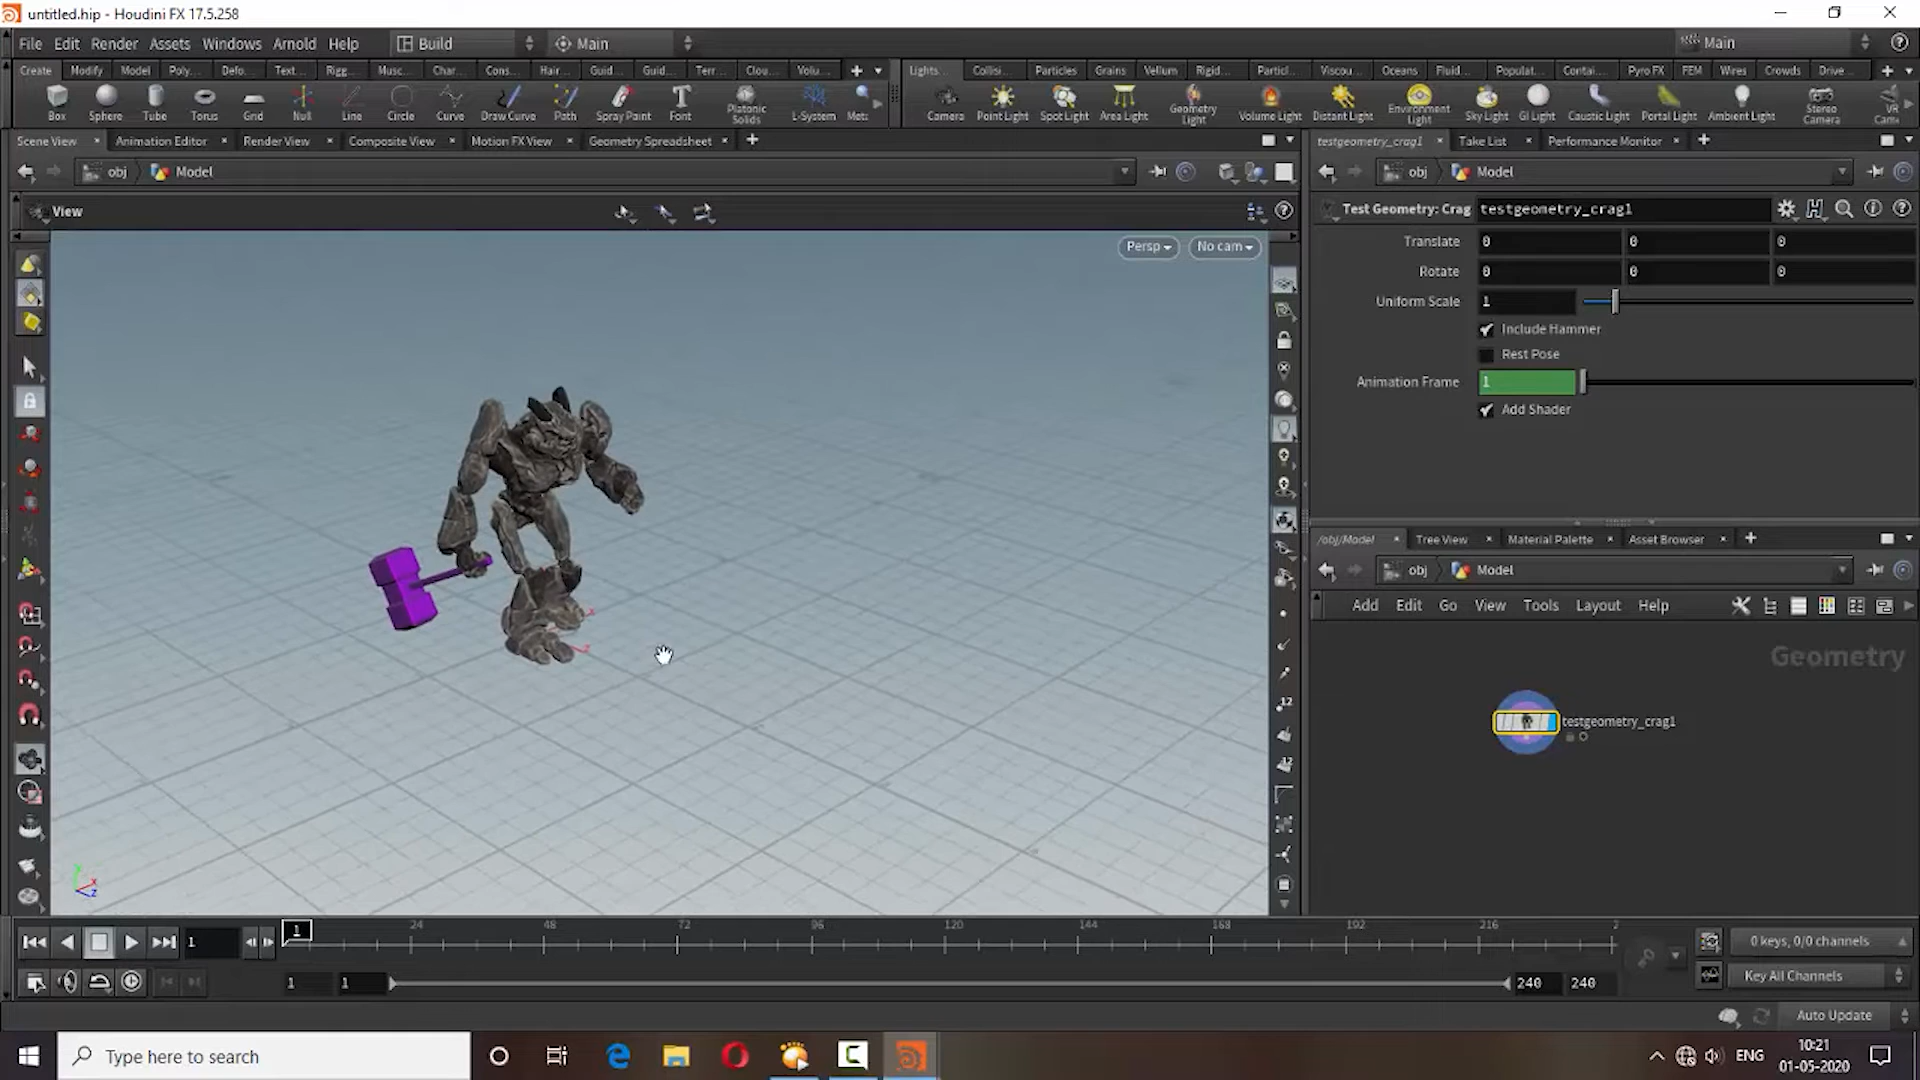 untitled.hip - Houdini FX 17.5.258
File Edit Render Assets Windows Arnold Help Build Main Main
Create Modify Model Poly... Defo... Text... Rigg... Musc... Char... Cons... Hair... Guid... Guid... Terr... Clou... Volu...
Lights... Collisi... Particles Grains Vellum Rigid... Particl... Viscou... Oceans Fluid... Populat... Contai... Pyro FX FEM Wires Crowds Drive...
Box Sphere Tube Torus Grid Null Line Circle Curve Draw Curve Path Spray Paint Font Platonic Solids L-System Meta
Camera Point Light Spot Light Area Light Geometry Light Volume Light Distant Light Environment Light Sky Light GI Light Caustic Light Portal Light Ambient Light Stereo Camera VR Cam
Scene View Animation Editor Render View Composite View Motion FX View Geometry Spreadsheet
testgeometry_crag1 Take List Performance Monitor
obj Model
obj Model
View
Persp No cam
Test Geometry: Crag testgeometry_crag1
Translate 0 0 0
Rotate 0 0 0
Uniform Scale 1
Include Hammer
Rest Pose
Animation Frame 1
Add Shader
/obj/Model Tree View Material Palette Asset Browser
obj Model
Add Edit Go View Tools Layout Help
Geometry
testgeometry_crag1
12
12
1 1 24 48 72 96 120 144 168 192 216 2
0 keys, 0/0 channels
1 1 240 240
Key All Channels
Auto Update
Type here to search
ENG
10:21
01-05-2020